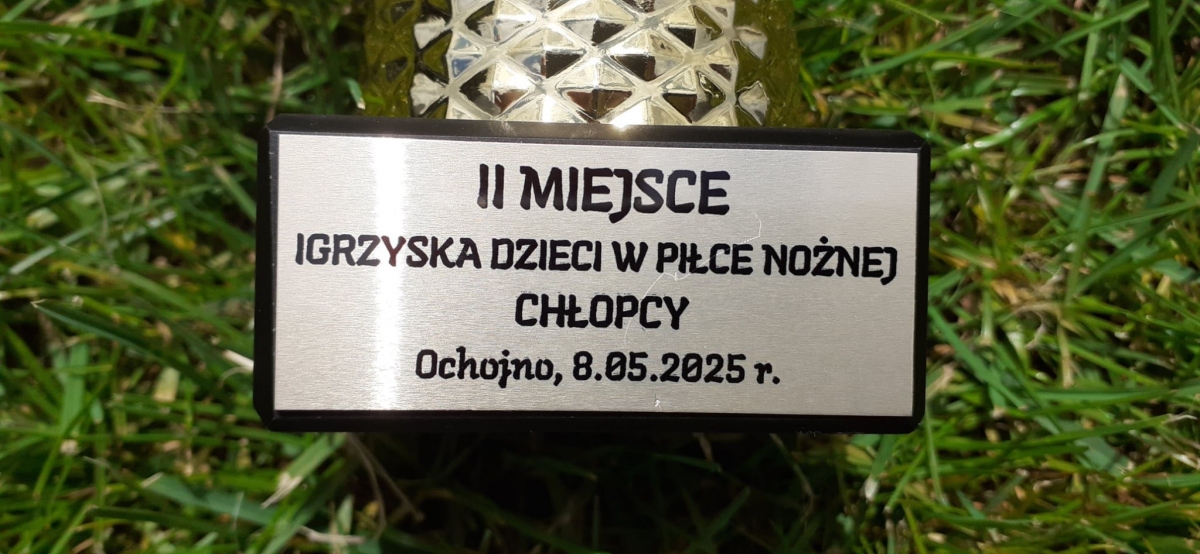 II MIEJSCE
IGRZYSKA DZIECI W PIŁCE NOŻNEJ
CHŁOPCY
Ochojno, 8.05.2025 r.